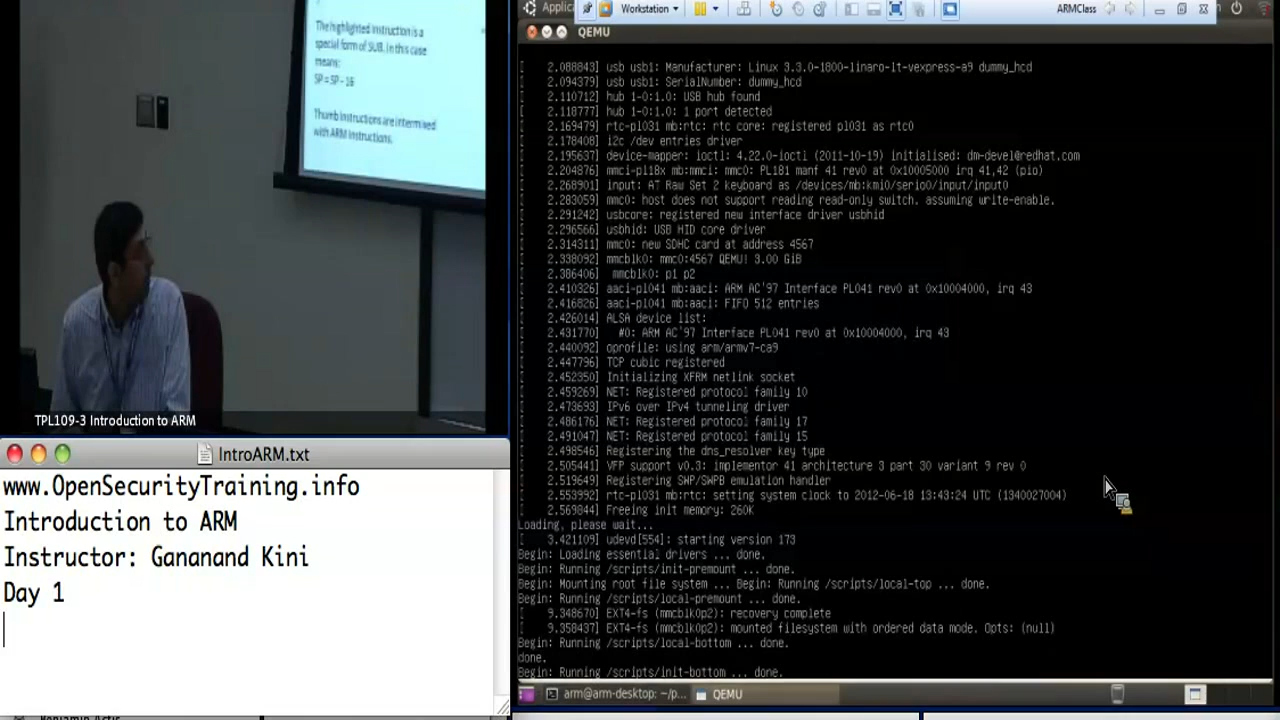 The highlighted instruction is a
special form of SUB. In this case
means:
SP = SP - 16
Thumb instructions are intermixed
with ARM instructions.
TPL109-3 Introduction to ARM
IntroARM.txt
www.OpenSecurityTraining.info
Introduction to ARM
Instructor: Gananand Kini
Day 1
Applica
Workstation
ARMClass
QEMU
[ 2.088843] usb usb1: Manufacturer: Linux 3.3.0-1800-linaro-lt-vexpress-a9 dummy_hcd
[ 2.094379] usb usb1: SerialNumber: dummy_hcd
[ 2.110712] hub 1-0:1.0: USB hub found
[ 2.118777] hub 1-0:1.0: 1 port detected
[ 2.169479] rtc-pl031 mb:rtc: rtc core: registered pl031 as rtc0
[ 2.178408] i2c /dev entries driver
[ 2.195637] device-mapper: ioctl: 4.22.0-ioctl (2011-10-19) initialised: dm-devel@redhat.com
[ 2.204876] mmci-pl18x mb:mmci: mmc0: PL181 manf 41 rev0 at 0x10005000 irq 41,42 (pio)
[ 2.268901] input: AT Raw Set 2 keyboard as /devices/mb:kmi0/serio0/input/input0
[ 2.283059] mmc0: host does not support reading read-only switch. assuming write-enable.
[ 2.291242] usbcore: registered new interface driver usbhid
[ 2.296566] usbhid: USB HID core driver
[ 2.314311] mmc0: new SDHC card at address 4567
[ 2.338092] mmcblk0: mmc0:4567 QEMU! 3.00 GiB
[ 2.386406] mmcblk0: p1 p2
[ 2.410326] aaci-pl041 mb:aaci: ARM AC'97 Interface PL041 rev0 at 0x10004000, irq 43
[ 2.416826] aaci-pl041 mb:aaci: FIFO 512 entries
[ 2.426014] ALSA device list:
[ 2.431770] #0: ARM AC'97 Interface PL041 rev0 at 0x10004000, irq 43
[ 2.440092] oprofile: using arm/armv7-ca9
[ 2.447796] TCP cubic registered
[ 2.452350] Initializing XFRM netlink socket
[ 2.459269] NET: Registered protocol family 10
[ 2.473693] IPv6 over IPv4 tunneling driver
[ 2.486176] NET: Registered protocol family 17
[ 2.491047] NET: Registered protocol family 15
[ 2.498546] Registering the dns_resolver key type
[ 2.505441] VFP support v0.3: implementor 41 architecture 3 part 30 variant 9 rev 0
[ 2.519649] Registering SWP/SWPB emulation handler
[ 2.553992] rtc-pl031 mb:rtc: setting system clock to 2012-06-18 13:43:24 UTC (1340027004)
[ 2.569844] Freeing init memory: 260K
Loading, please wait...
[ 3.421109] udevd[554]: starting version 173
Begin: Loading essential drivers ... done.
Begin: Running /scripts/init-premount ... done.
Begin: Mounting root file system ... Begin: Running /scripts/local-top ... done.
Begin: Running /scripts/local-premount ... done.
[ 9.348670] EXT4-fs (mmcblk0p2): recovery complete
[ 9.358437] EXT4-fs (mmcblk0p2): mounted filesystem with ordered data mode. Opts: (null)
Begin: Running /scripts/local-bottom ... done.
done.
Begin: Running /scripts/init-bottom ... done.
arm@arm-desktop: ~/p...
QEMU